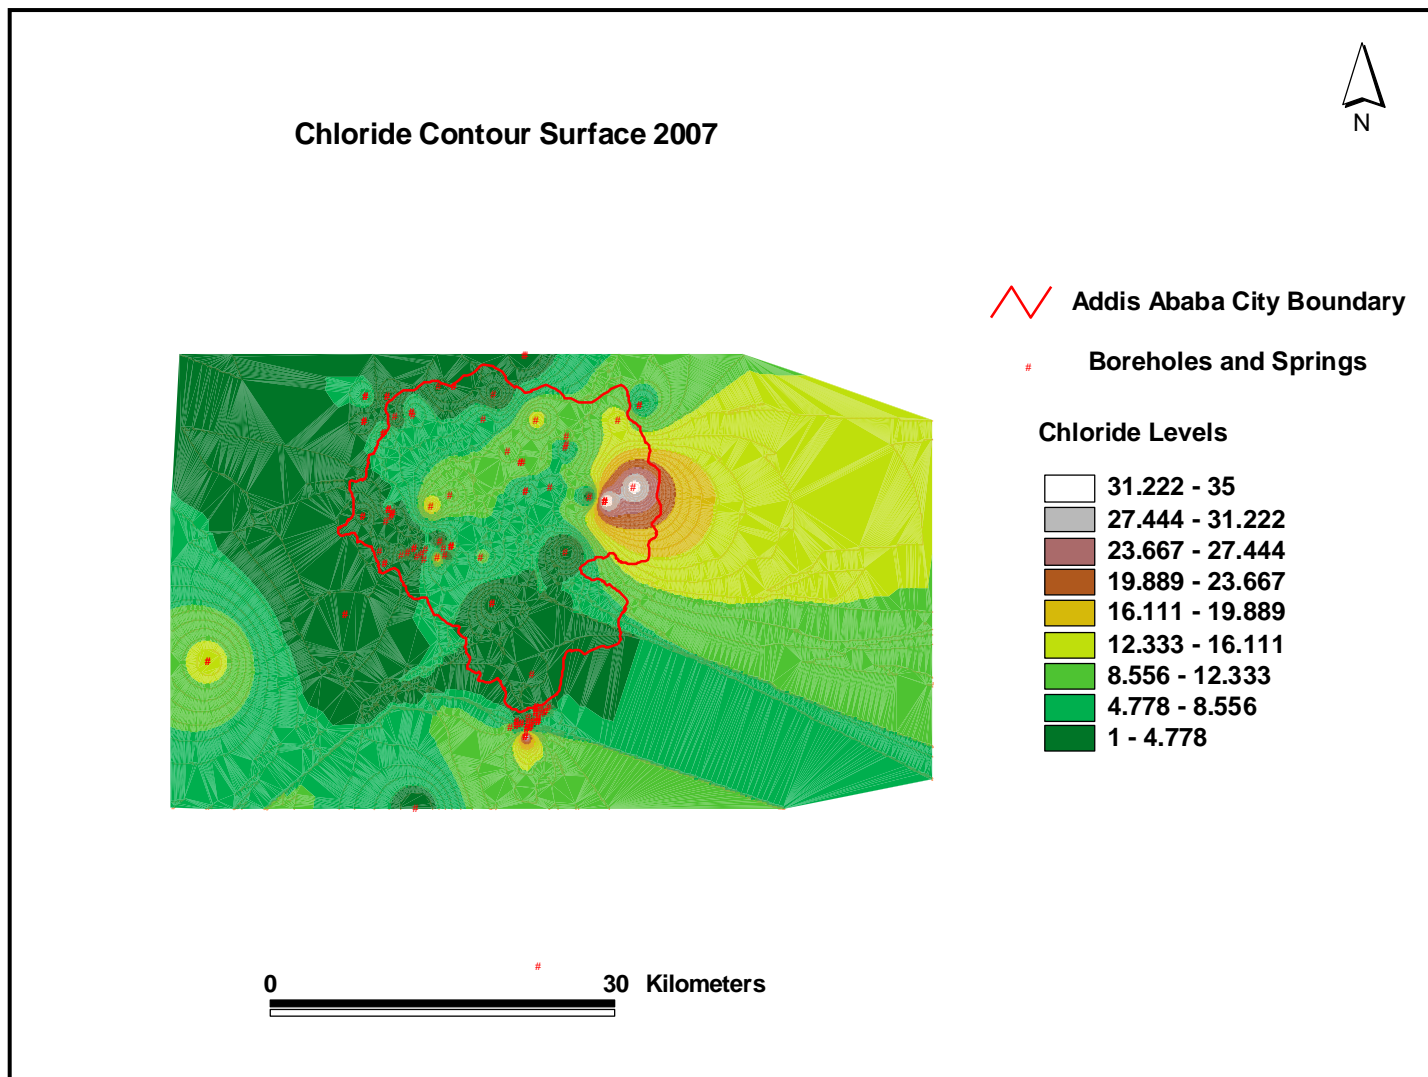 N
Chloride Contour Surface 2007
Addis Ababa City Boundary
# Boreholes and Springs
Chloride Levels
31.222 - 35
27.444 - 31.222
23.667 - 27.444
19.889 - 23.667
16.111 - 19.889
12.333 - 16.111
8.556 - 12.333
4.778 - 8.556
1 - 4.778
0 30 Kilometers